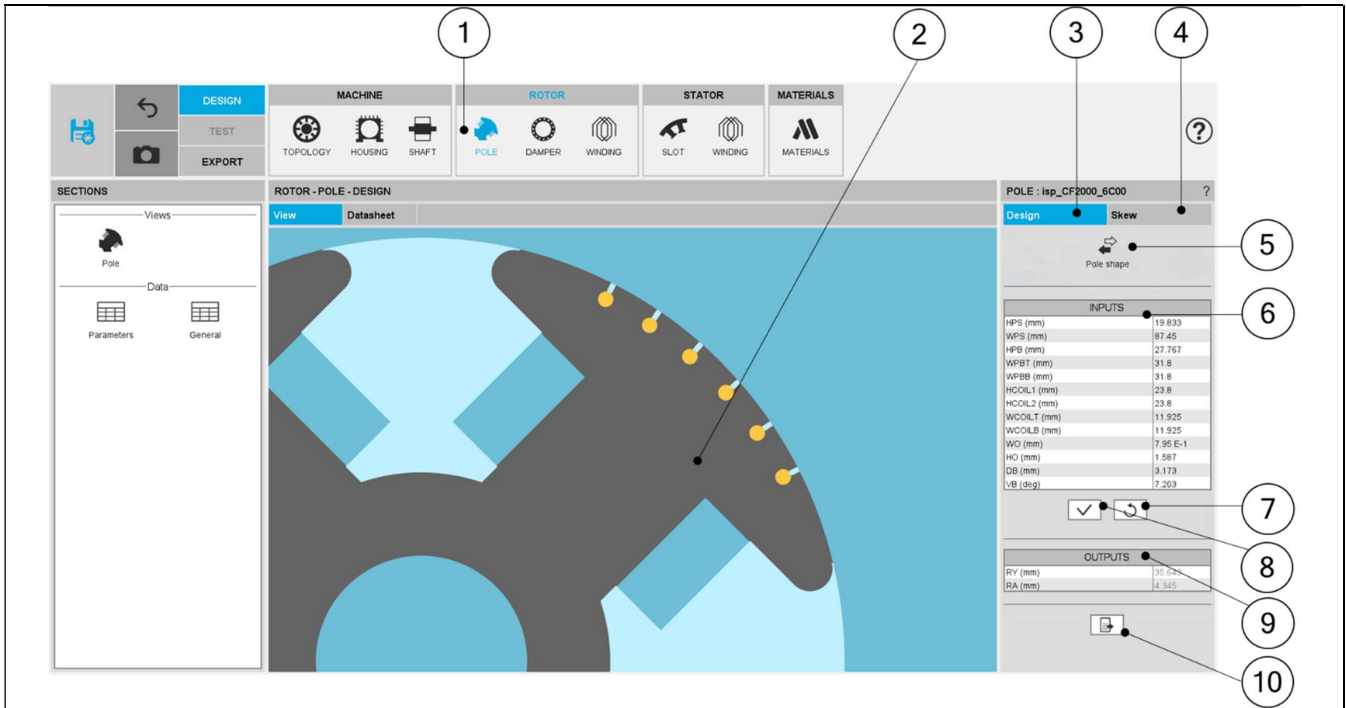 1 2 3 4
DESIGN
TEST
EXPORT
MACHINE ROTOR STATOR MATERIALS
TOPOLOGY HOUSING SHAFT POLE DAMPER WINDING SLOT WINDING MATERIALS
?
SECTIONS
Views
Pole
Data
Parameters General
ROTOR - POLE - DESIGN
View Datasheet
POLE : isp_CF2000_6C00 ?
Design Skew
Pole shape
5
INPUTS
6
HPS (mm) 19.833
WPS (mm) 87.45
HPB (mm) 27.767
WPBT (mm) 31.8
WPBB (mm) 31.8
HCOIL1 (mm) 23.8
HCOIL2 (mm) 23.8
WCOILT (mm) 11.925
WCOILB (mm) 11.925
WO (mm) 7.95 E-1
HO (mm) 1.587
DB (mm) 3.173
VB (deg) 7.203
7
8
OUTPUTS
RY (mm) 35.643
RA (mm) 4.345
9
10